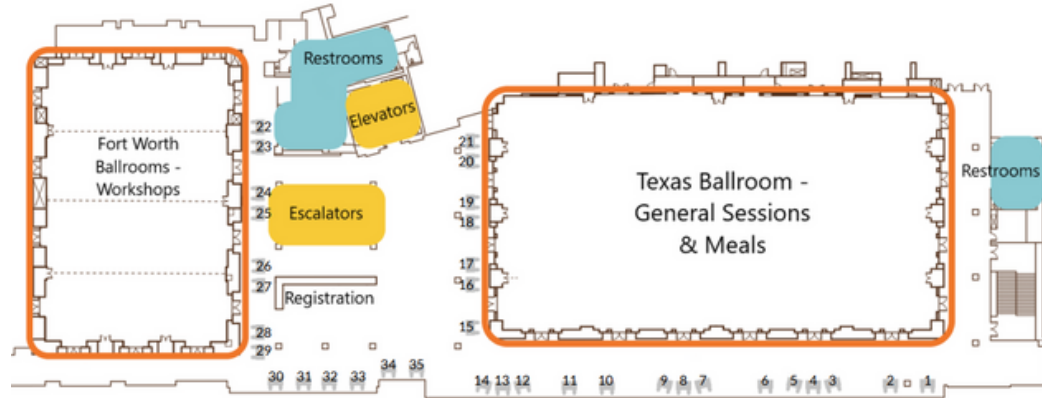 Restrooms
Elevators
Fort Worth
Ballrooms -
Workshops
22
23
24
25
26
27
28
29
Escalators
Registration
21
20
19
18
17
16
15
Texas Ballroom -
General Sessions
& Meals
Restrooms
30 31 32 33 34 35
14 13 12 11 10 9 8 7 6 5 4 3 2 1